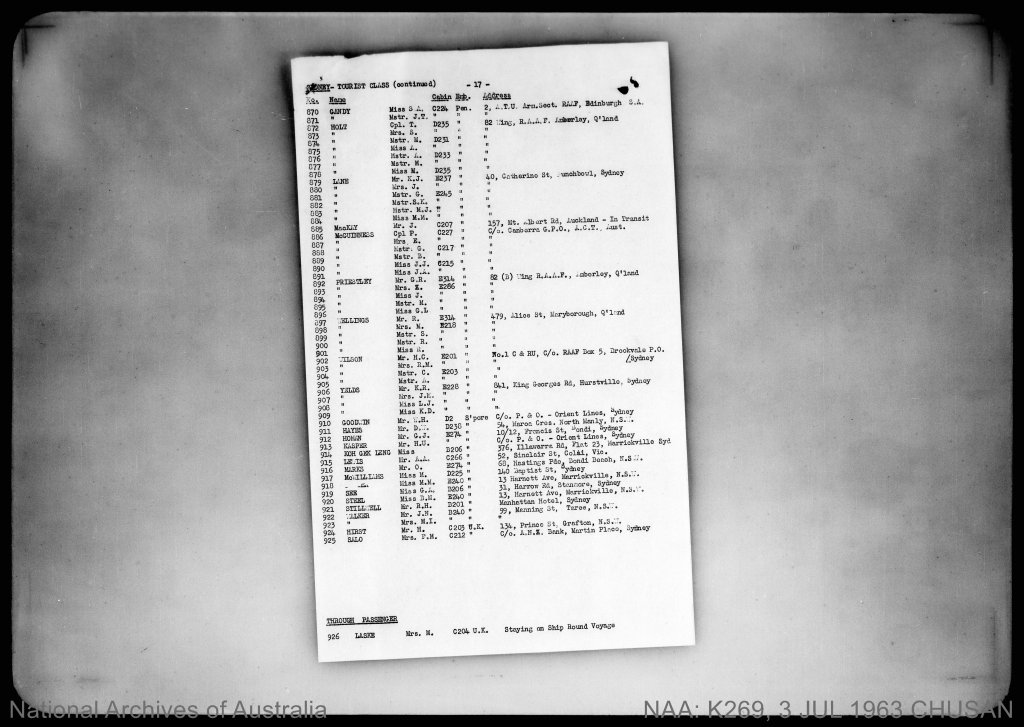 SYDNEY- TOURIST CLASS (continued) - 17 -
No. Name Cabin Emb. Address
870 GANDY Miss S.A. C224 Pen. 2, A.T.U. Arm.Sect. RAAF, Edinburgh S.A.
871 " Mstr. J.T. " " "
872 HOLT Cpl. T. D235 " 82 Wing, R.A.A.F. Amberley, Q'land
873 " Mrs. S. " " "
874 " Mstr. M. D231 " "
875 " Miss A. " " "
876 " Mstr. A. D233 " "
877 " Mstr. M. " " "
878 " Miss M. D235 " "
879 LANE Mr. K.J. E237 " 40, Catherine St, Punchboul, Sydney
880 " Mrs. J. " " "
881 " Mstr. G. E245 " "
882 " Mstr.S.K. " " "
883 " Mstr. M.J. " " "
884 " Miss M.M. " " "
885 MacKAY Mr. J. C207 " 157, Mt. Albert Rd, Auckland - In Transit
886 McGUINNESS Cpl P. C227 " C/o. Canberra G.P.O., A.C.T., Aust.
887 " Mrs. E. " " "
888 " Mstr. G. C217 " "
889 " Mstr. B. " " "
890 " Miss J.J. C215 " "
891 " Miss J.A. " " "
892 PRIESTLEY Mr. G.R. E314 " 82 (B) Wing R.A.A.F., Amberley, Q'land
893 " Mrs. E. E286 " "
894 " Miss J. " " "
895 " Mstr. H. " " "
896 " Miss G.L " " "
897 WELLINGS Mr. R. E314 " 479, Alice St, Maryborough, Q'land
898 " Mrs. M. E218 " "
899 " Mstr. S. " " "
900 " Mstr. R. " " "
901 " Miss K. " " "
902 WILSON Mr. H.C. E201 " No.1 C & RU, C/o. RAAF Box 5, Brookvale P.O.
903 " Mrs. R.M. " " " /Sydney
904 " Mstr. C. E203 " "
905 " Mstr. A. " " "
906 YELDS Mr. K.R. E228 " 841, King Georges Rd, Hurstville, Sydney
907 " Mrs. J.M. " " "
908 " Miss L.J. " " "
909 " Miss K.D. " " "
910 GOODWIN Mr. W.H. D2 S'pore C/o. P. & O. - Orient Lines, Sydney
911 HAYES Mr. D. D238 " 54, Maroo Cres. North Manly, N.S.W.
912 HOMAN Mr. G.J. E274 " 10/12, Francis St, Bondi, Sydney
913 KASPER Mr. H.U. " " C/o. P. & O. - Orient Lines, Sydney
914 KOH GEK LENG Miss D206 " 376, Illawarra Rd, Flat 23, Marrickville Syd
915 LEWIS Mr. A.A. C266 " 52, Sinclair St, Colac, Vic.
916 MARKS Mr. O. E274 " 68, Hastings Pde, Bondi Beach, N.S.W.
917 McWILLIAMS Miss M. D225 " 140 Baptist St, Sydney
918 Miss M.M. E240 " 13 Harnett Ave, Marrickville, N.S.W.
919 SEE Miss G.A. D206 " 31, Harrow Rd, Stanmore, Sydney
920 STEEL Miss D.M. E240 " 13, Harnett Ave, Marrickville, N.S.W.
921 STILLWELL Mr. R.H. D201 " Manhattan Hotel, Sydney
922 WALKER Mr. J.N. D240 " 99, Manning St, Taree, N.S.W.
923 " Mrs. M.I. " " "
924 HIRST Mr. H. C203 U.K. 134, Prince St, Grafton, N.S.W.
925 BALO Mrs. F.M. C212 " C/o. A.N.Z. Bank, Martin Place, Sydney
THROUGH PASSENGER
926 LASKE Mrs. M. C204 U.K. Staying on Ship Round Voyage
National Archives of Australia NAA: K269, 3 JUL 1963 CHUSAN